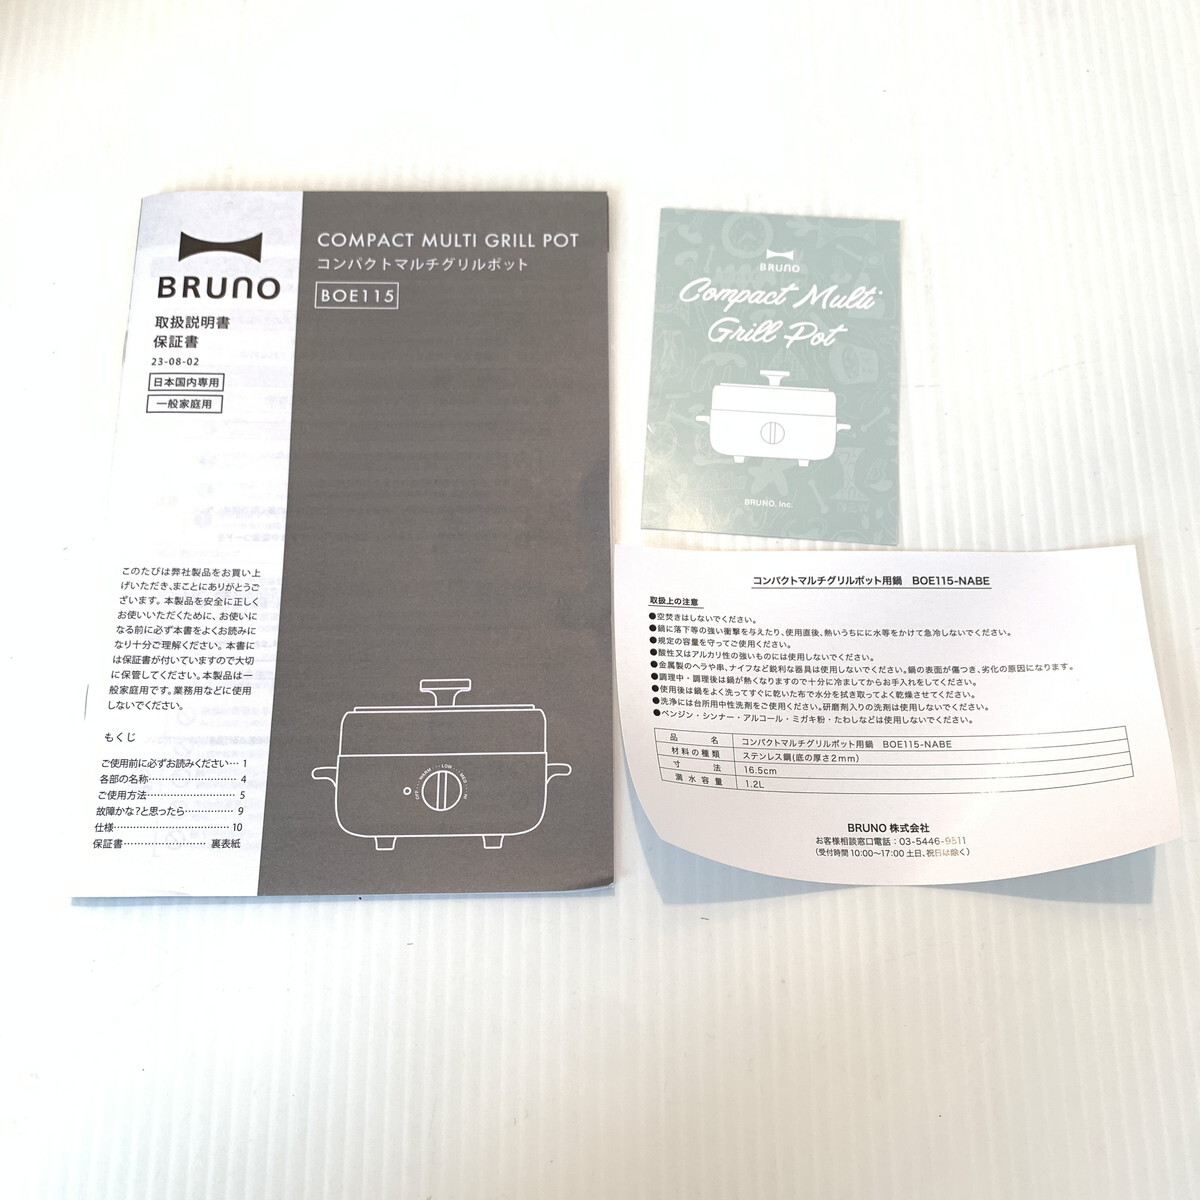 BRUNO
取扱説明書
保証書
23-08-02
日本国内専用
一般家庭用
COMPACT MULTI GRILL POT
コンパクトマルチグリルポット
BOE115
このたびは弊社製品をお買い上
げいただき、まことにありがとうご
ざいます。本製品を安全に正しく
お使いいただくために、お使いに
なる前に必ず本書をよくお読みに
なり十分ご理解ください。本書に
は保証書が付いていますので大切
に保管してください。本製品は一
般家庭用です。業務用などに使用
しないでください。
もくじ
ご使用前に必ずお読みください… 1
各部の名称…………………… 4
ご使用方法…………………… 5
故障かな?と思ったら…………… 9
仕様…………………………… 10
保証書…………………… 裏表紙
OFF WARM LOW MED HI
BRUNO
Compact Multi
Grill Pot
BRUNO, Inc.
コンパクトマルチグリルポット用鍋 BOE115-NABE
取扱上の注意
●空焚きはしないでください。
●鍋に落下等の強い衝撃を与えたり、使用直後、熱いうちに水等をかけて急冷しないでください。
●規定の容量を守ってご使用ください。
●酸性又はアルカリ性の強いものには使用しないでください。
●金属製のヘラや串、ナイフなど鋭利な器具は使用しないでください。鍋の表面が傷つき、劣化の原因になります。
●調理中・調理後は鍋が熱くなりますので十分に冷ましてからお手入れをしてください。
●使用後は鍋をよく洗ってすぐに乾いた布で水分を拭き取ってよく乾燥させてください。
●洗浄には台所用中性洗剤をご使用ください。研磨剤入りの洗剤は使用しないでください。
●ベンジン・シンナー・アルコール・ミガキ粉・たわしなどは使用しないでください。
品名 コンパクトマルチグリルポット用鍋 BOE115-NABE
材料の種類 ステンレス鋼(底の厚さ2mm)
寸法 16.5cm
満水容量 1.2L
BRUNO 株式会社
お客様相談窓口電話：03-5446-9511
（受付時間 10:00〜17:00 土日、祝日は除く）